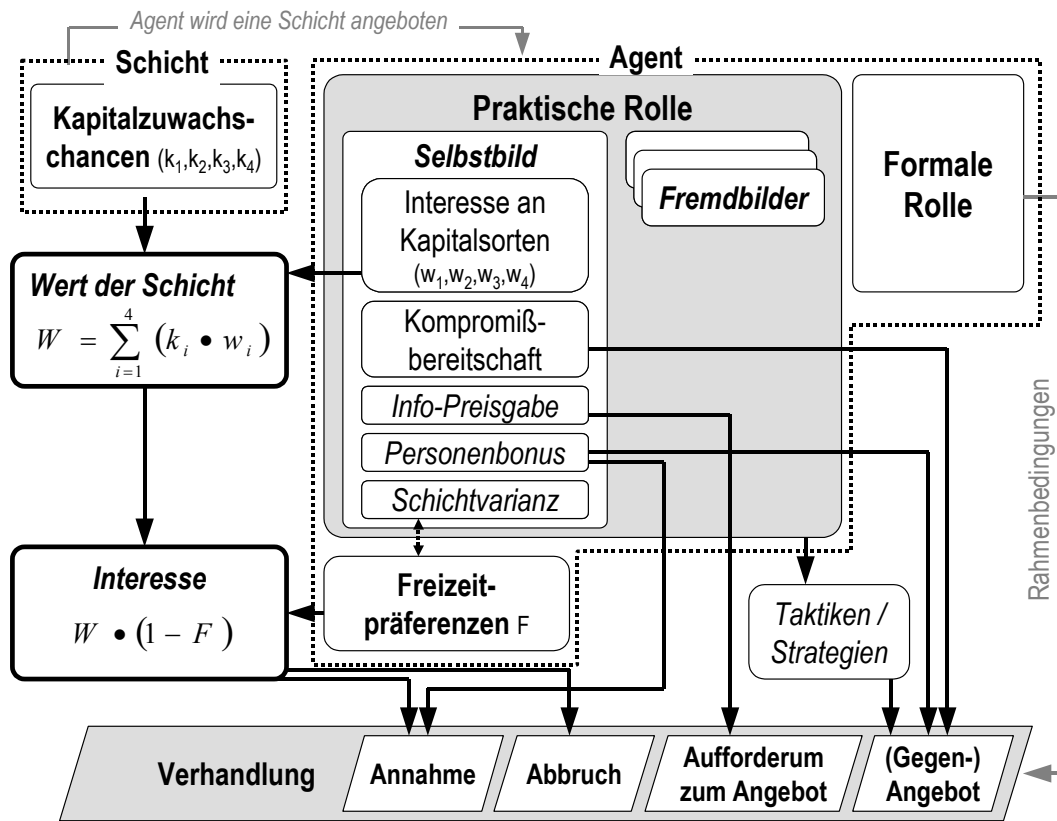 Agent wird eine Schicht angeboten
Schicht
Kapitalzuwachs-
chancen (k1,k2,k3,k4)
Agent
Praktische Rolle
Selbstbild
Interesse an
Kapitalsorten
(w1,w2,w3,w4)
Kompromiß-
bereitschaft
Info-Preisgabe
Personenbonus
Schichtvarianz
Fremdbilder
Formale
Rolle
Wert der Schicht
W = ∑ i=1 4 (k i • w i)
Interesse
W • (1 − F)
Freizeit-
präferenzen F
Taktiken /
Strategien
Rahmenbedingungen
Verhandlung
Annahme
Abbruch
Aufforderum
zum Angebot
(Gegen-)
Angebot